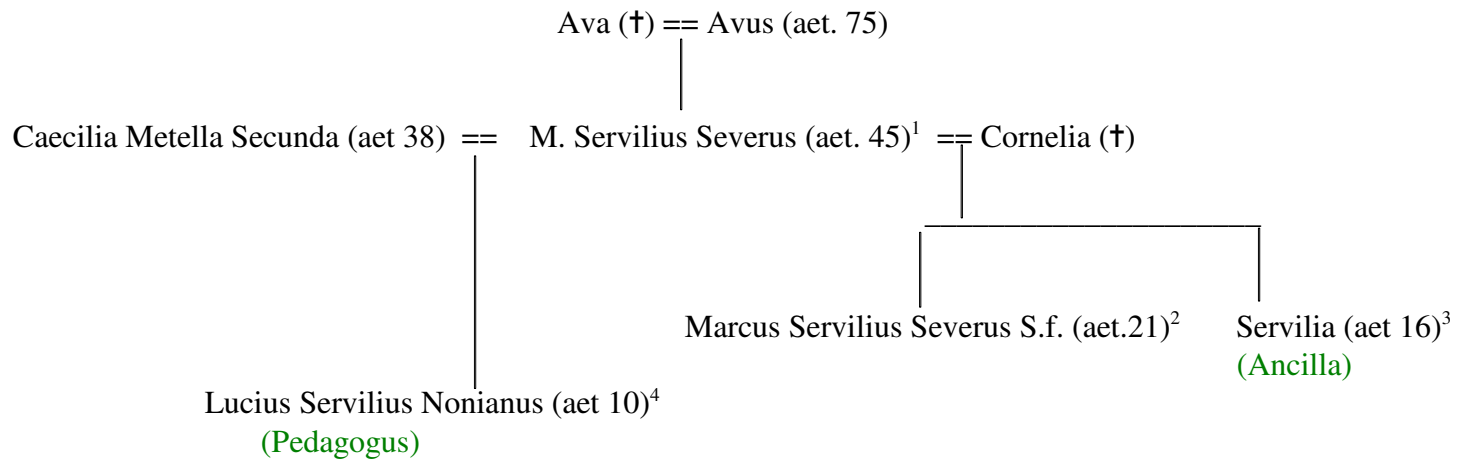 Ava (✝) == Avus (aet. 75)
Caecilia Metella Secunda (aet 38) == M. Servilius Severus (aet. 45)¹ == Cornelia (✝)
Marcus Servilius Severus S.f. (aet.21)² Servilia (aet 16)³
(Ancilla)
Lucius Servilius Nonianus (aet 10)⁴
(Pedagogus)